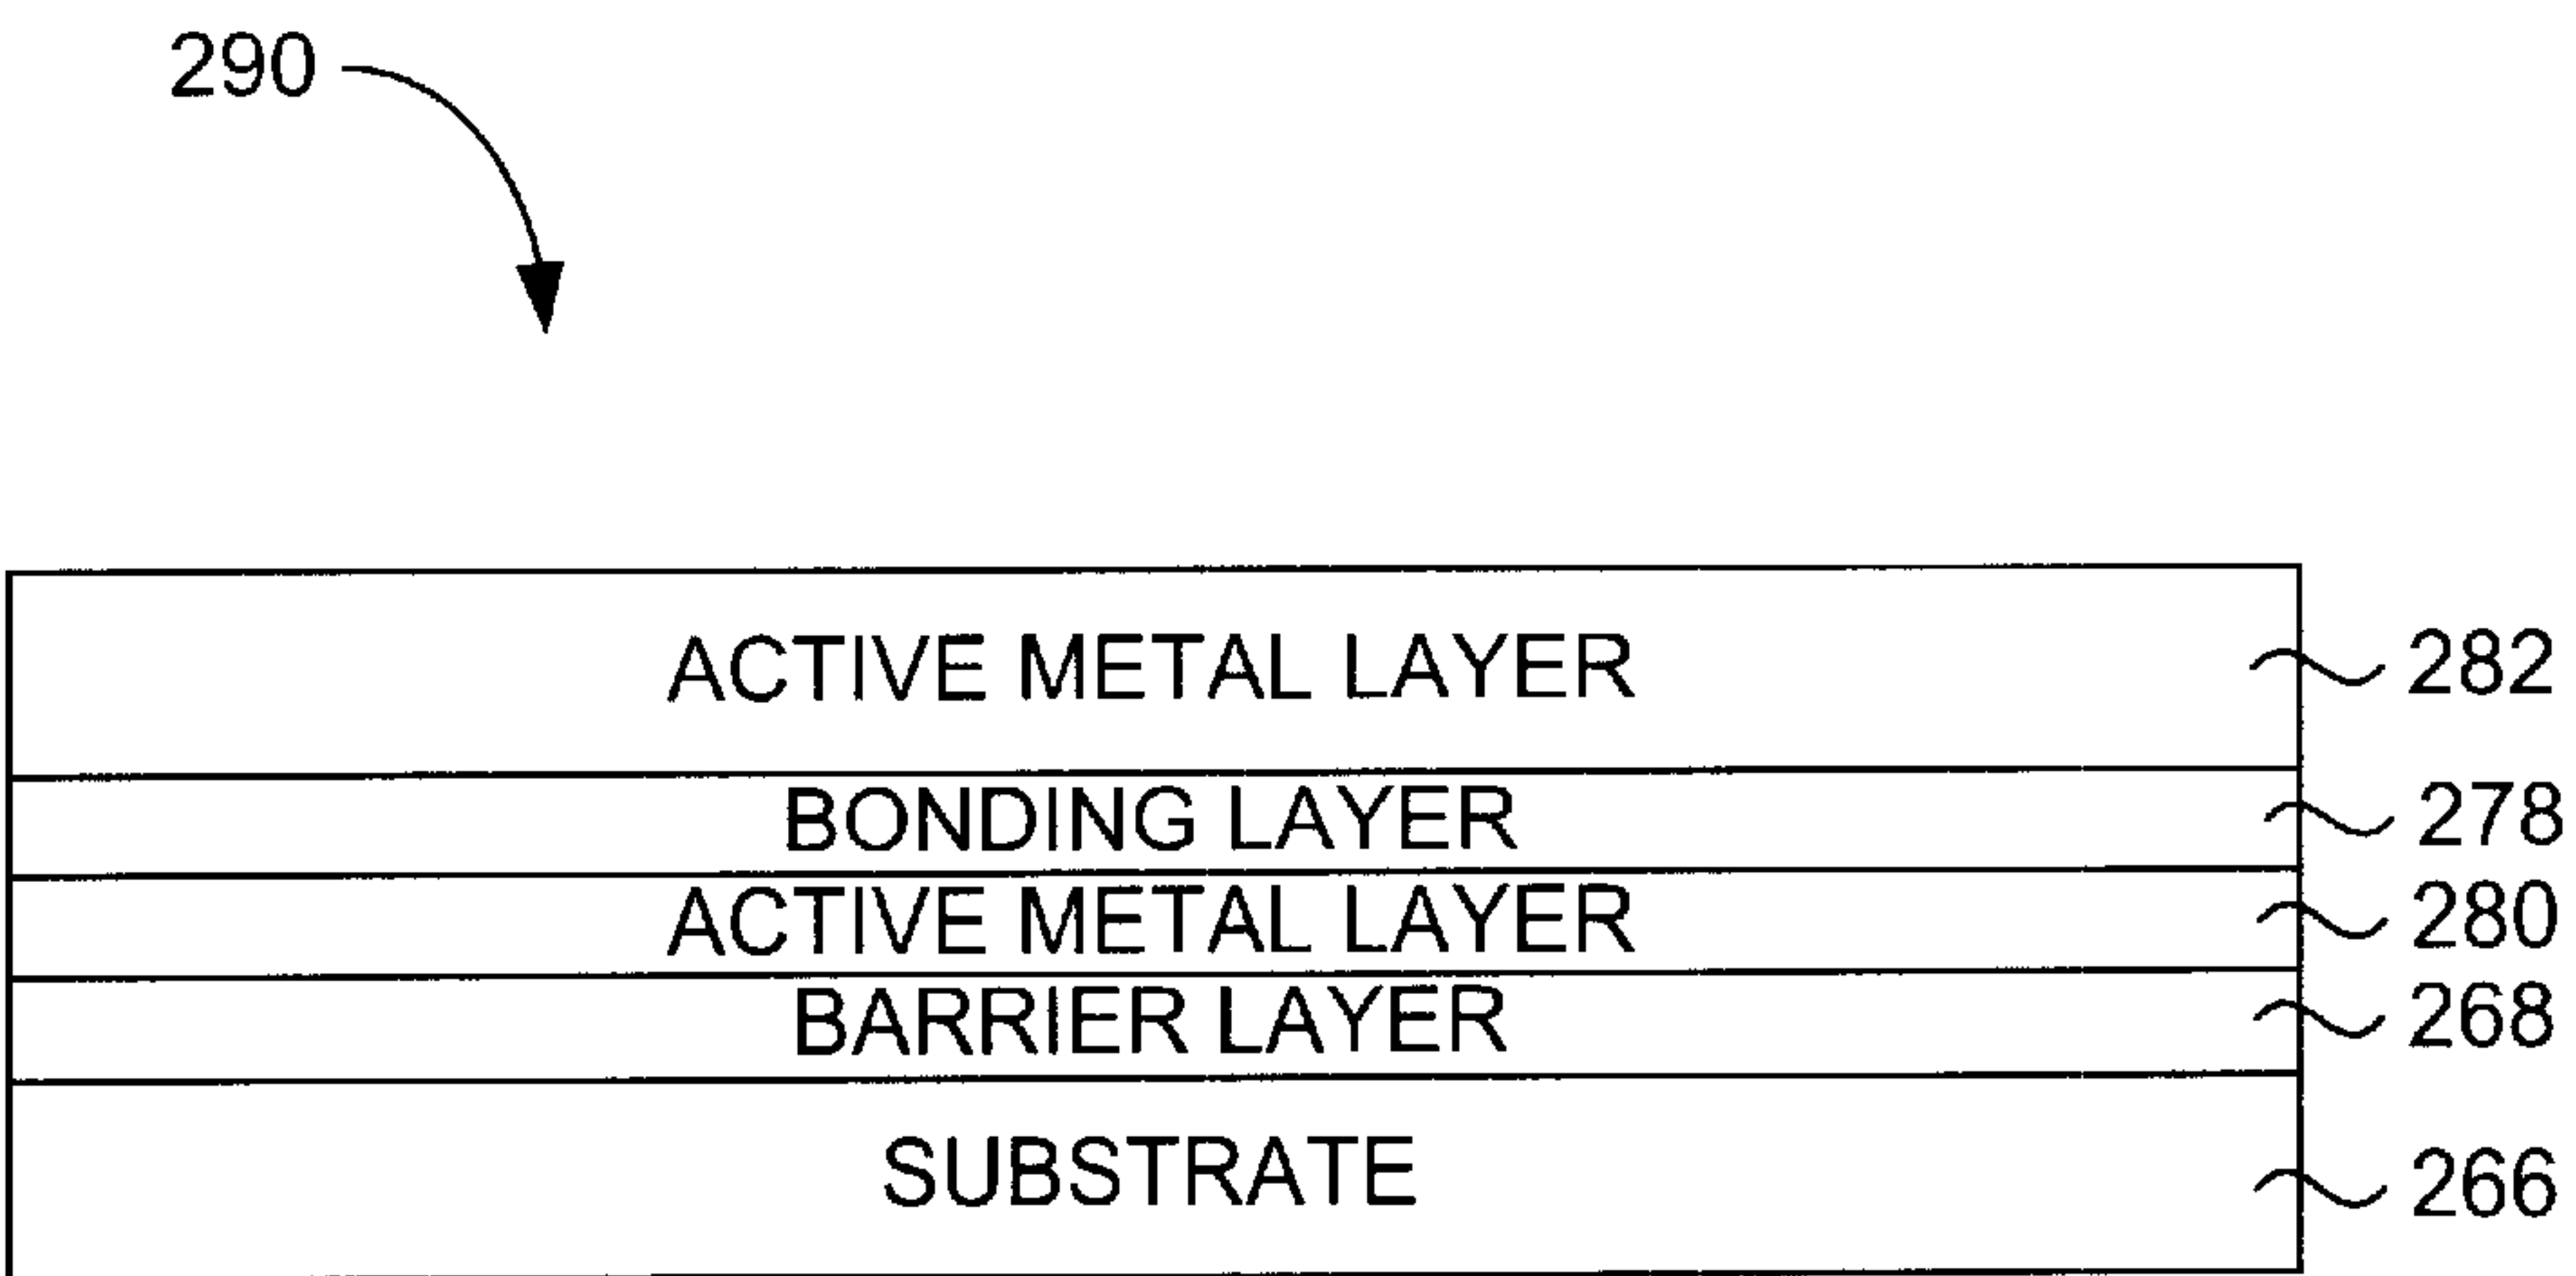 290
ACTIVE METAL LAYER 282
BONDING LAYER 278
ACTIVE METAL LAYER 280
BARRIER LAYER 268
SUBSTRATE 266